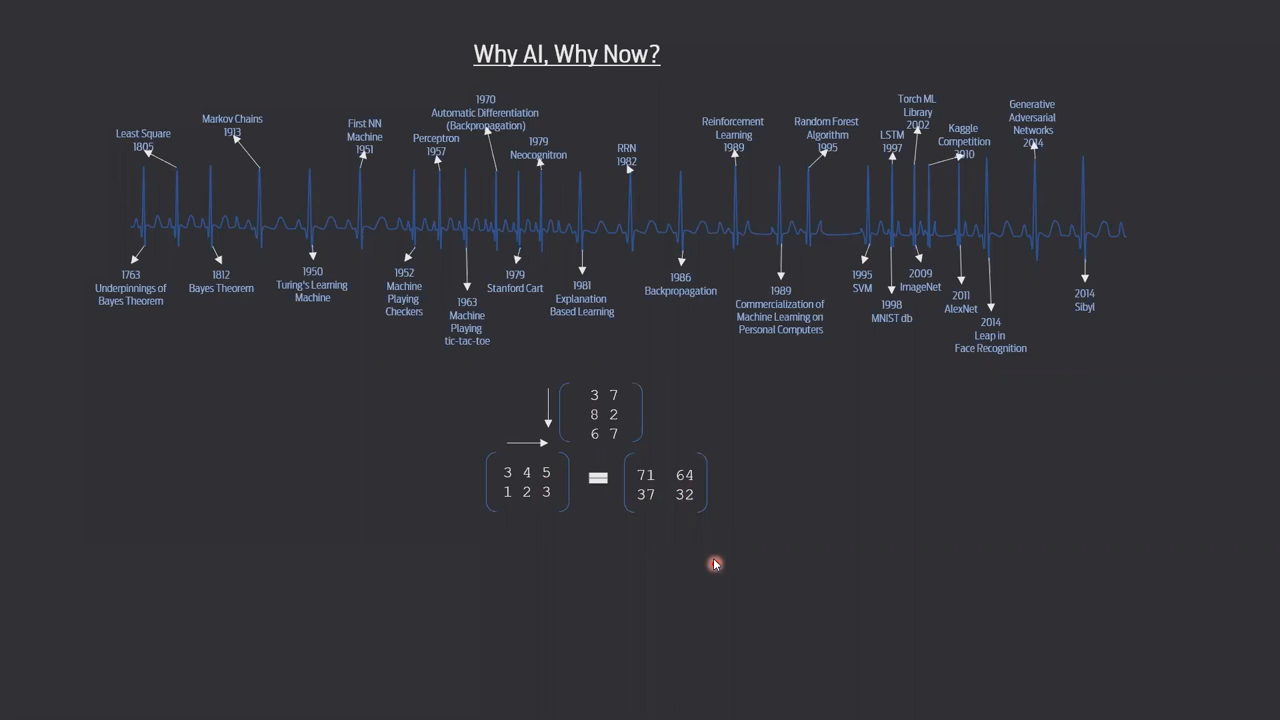 Why AI, Why Now?
Least Square
1805
Markov Chains
1913
First NN
Machine
1951
Perceptron
1957
1970
Automatic Differentiation
(Backpropagation)
1979
Neocognitron
RRN
1982
Reinforcement
Learning
1989
Random Forest
Algorithm
1995
LSTM
1997
Torch ML
Library
2002
Kaggle
Competition
2010
Generative
Adversarial
Networks
2014
1763
Underpinnings of
Bayes Theorem
1812
Bayes Theorem
1950
Turing's Learning
Machine
1952
Machine
Playing
Checkers
1963
Machine
Playing
tic-tac-toe
1979
Stanford Cart
1981
Explanation
Based Learning
1986
Backpropagation
1989
Commercialization of
Machine Learning on
Personal Computers
1995
SVM
1998
MNIST db
2009
ImageNet
2011
AlexNet
2014
Leap in
Face Recognition
2014
Sibyl
3 7
8 2
6 7
3 4 5
1 2 3
=
71 64
37 32